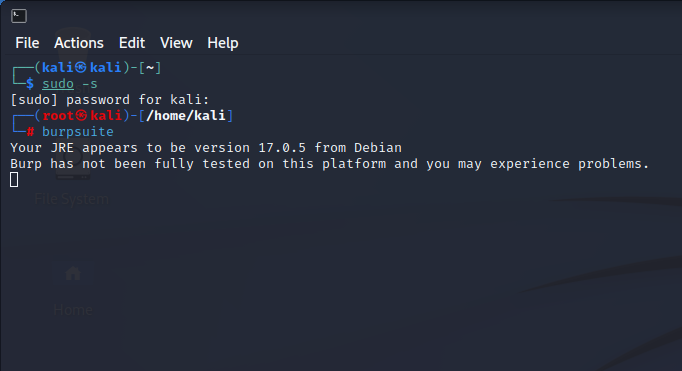 File Actions Edit View Help
┌──(kali㉿kali)-[~]
└─$ sudo -s
[sudo] password for kali:
┌──(root㉿kali)-[/home/kali]
└─# burpsuite
Your JRE appears to be version 17.0.5 from Debian
Burp has not been fully tested on this platform and you may experience problems.
File System
Home